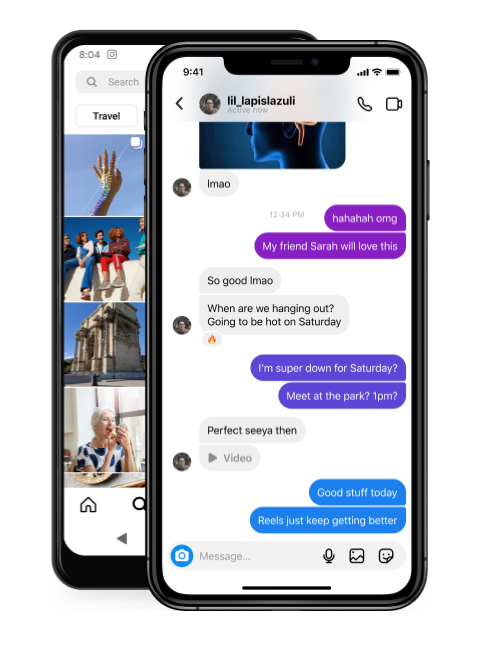 8:04
Search
Travel
9:41
lil_lapislazuli
Active now
lmao
12:34 PM
hahahah omg
My friend Sarah will love this
So good lmao
When are we hanging out?
Going to be hot on Saturday
I'm super down for Saturday?
Meet at the park? 1pm?
Perfect seeya then
Video
Good stuff today
Reels just keep getting better
Message...